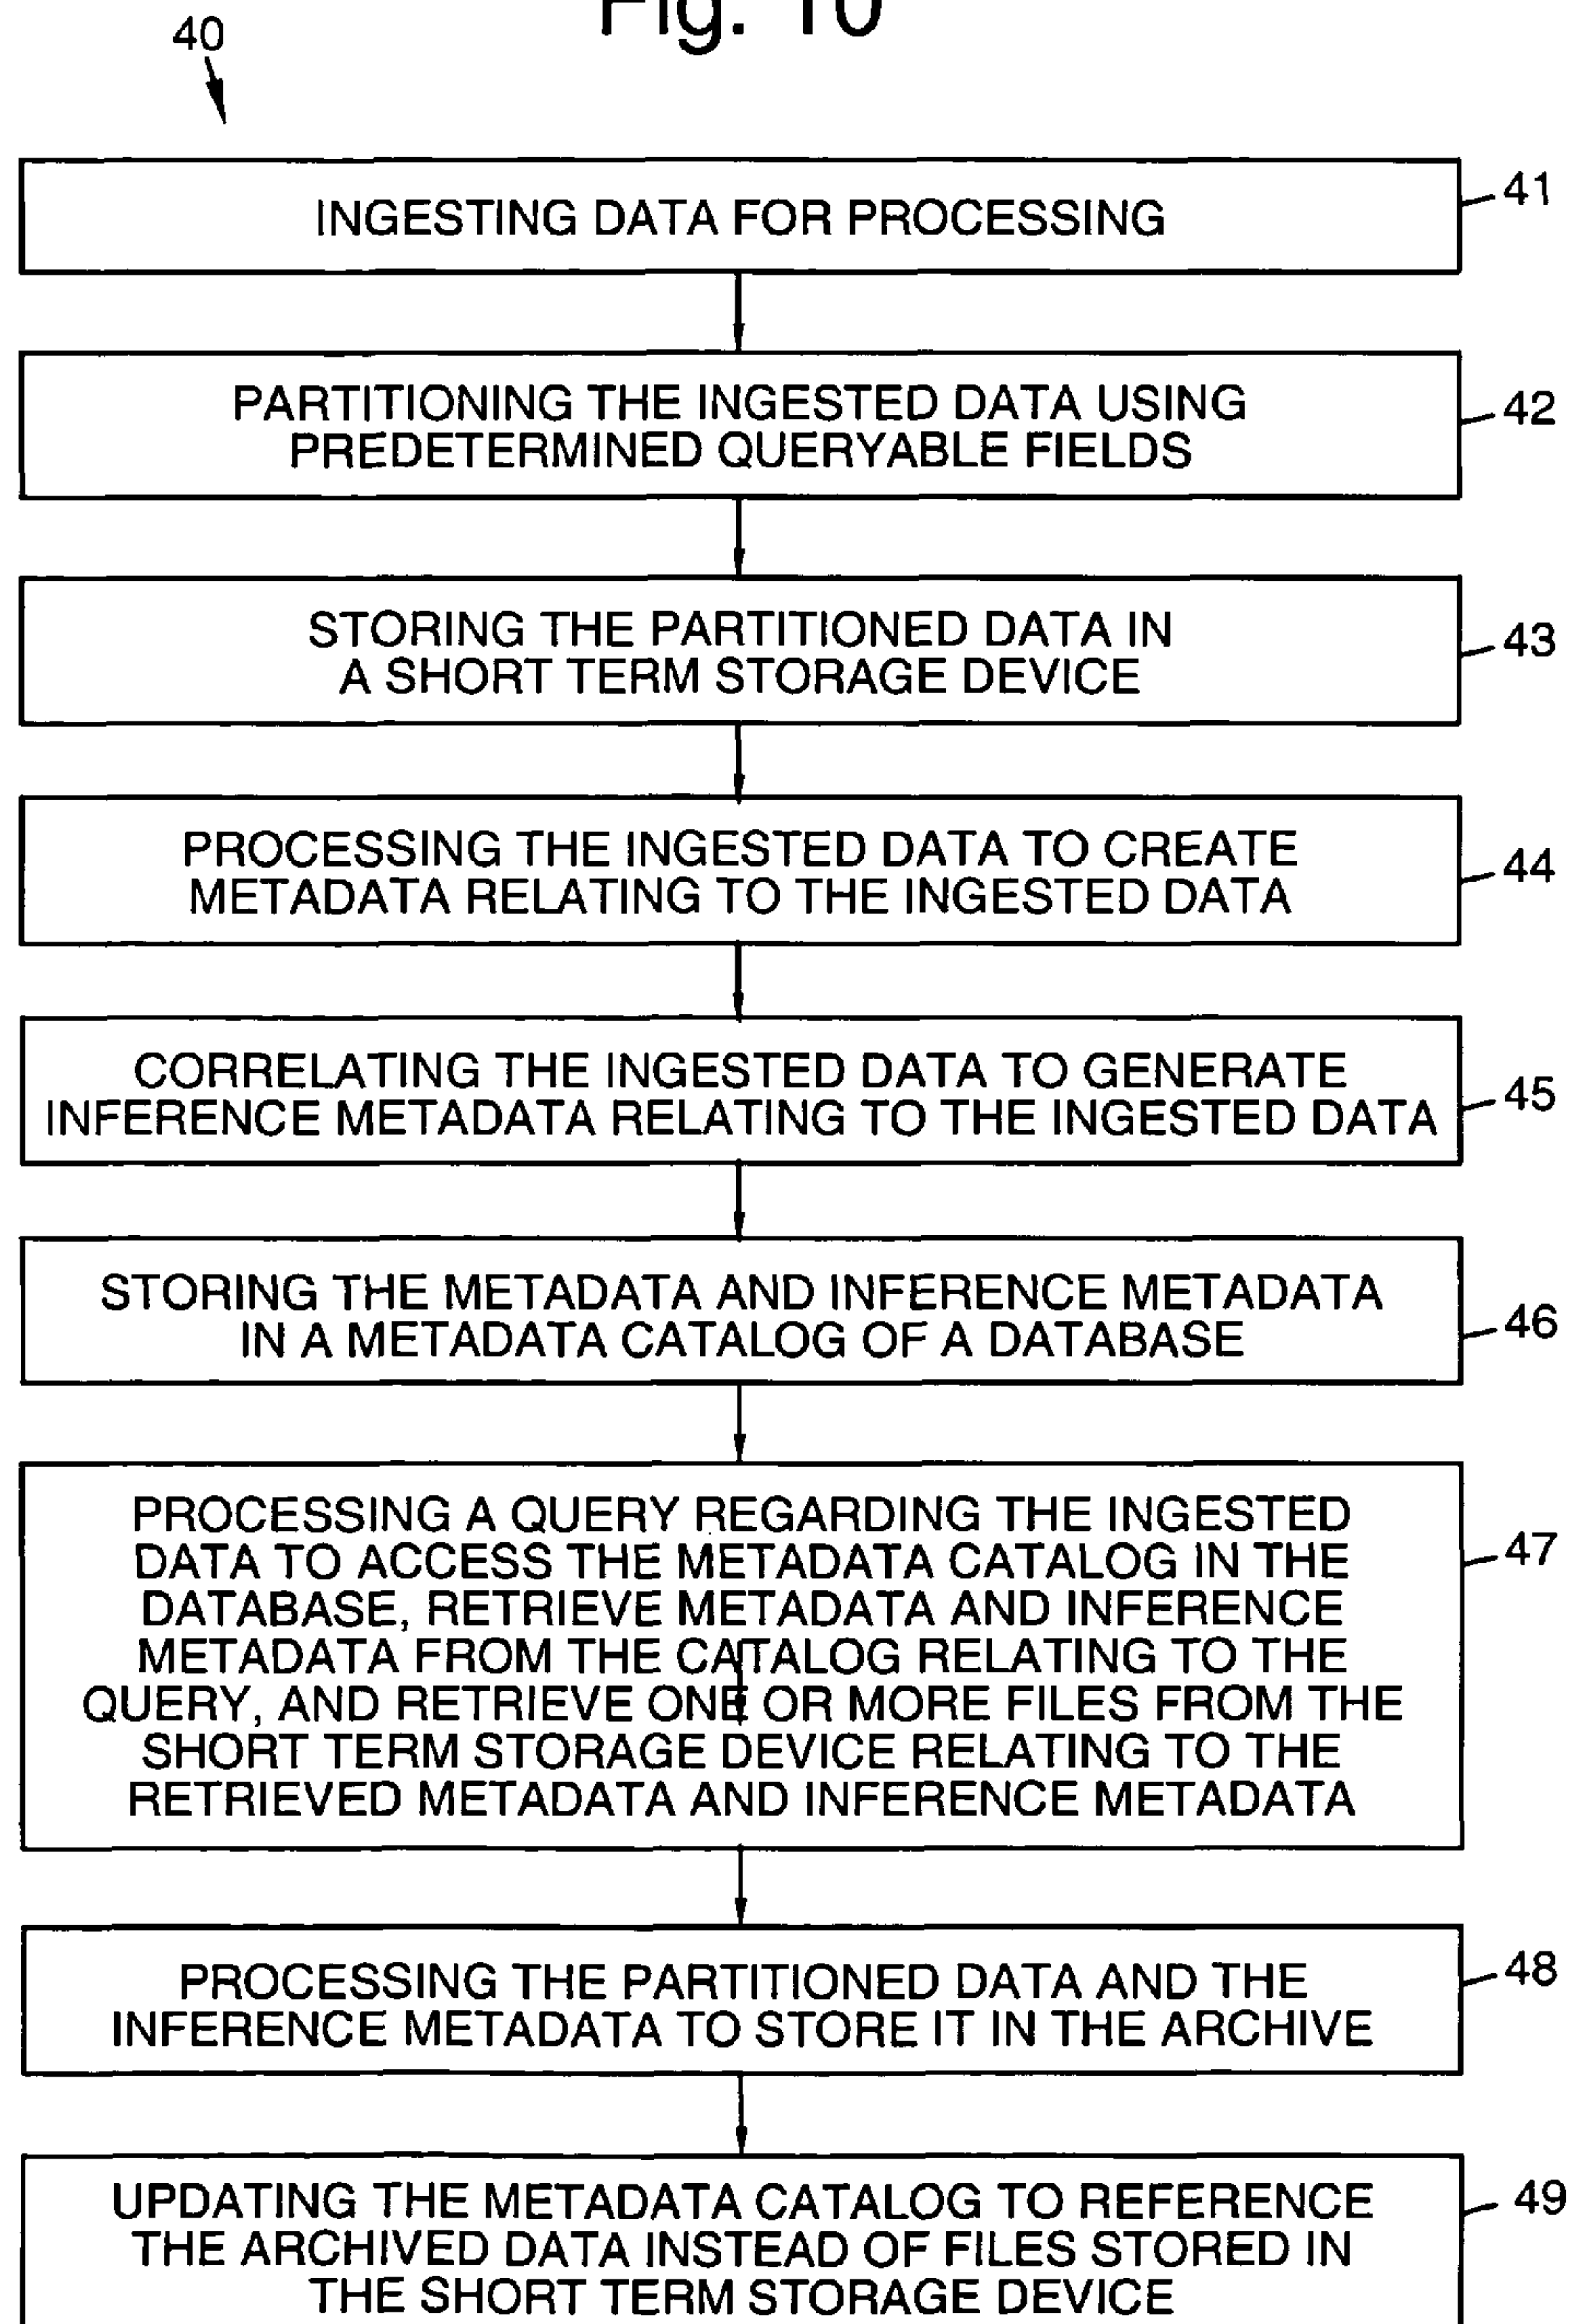 Fig. 10
40
INGESTING DATA FOR PROCESSING
41
PARTITIONING THE INGESTED DATA USING
PREDETERMINED QUERYABLE FIELDS
42
STORING THE PARTITIONED DATA IN
A SHORT TERM STORAGE DEVICE
43
PROCESSING THE INGESTED DATA TO CREATE
METADATA RELATING TO THE INGESTED DATA
44
CORRELATING THE INGESTED DATA TO GENERATE
INFERENCE METADATA RELATING TO THE INGESTED DATA
45
STORING THE METADATA AND INFERENCE METADATA
IN A METADATA CATALOG OF A DATABASE
46
PROCESSING A QUERY REGARDING THE INGESTED
DATA TO ACCESS THE METADATA CATALOG IN THE
DATABASE, RETRIEVE METADATA AND INFERENCE
METADATA FROM THE CATALOG RELATING TO THE
QUERY, AND RETRIEVE ONE OR MORE FILES FROM THE
SHORT TERM STORAGE DEVICE RELATING TO THE
RETRIEVED METADATA AND INFERENCE METADATA
47
PROCESSING THE PARTITIONED DATA AND THE
INFERENCE METADATA TO STORE IT IN THE ARCHIVE
48
UPDATING THE METADATA CATALOG TO REFERENCE
THE ARCHIVED DATA INSTEAD OF FILES STORED IN
THE SHORT TERM STORAGE DEVICE
49